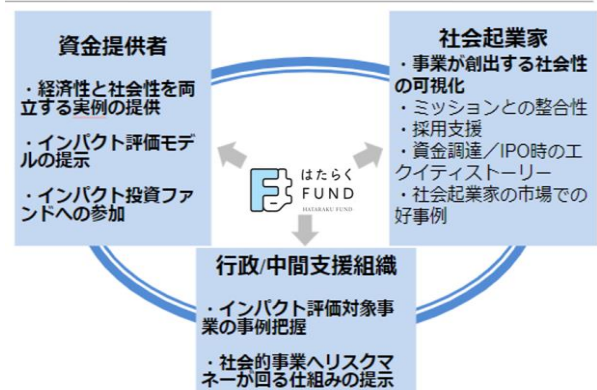 資金提供者
・経済性と社会性を両
立する実例の提供
・インパクト評価モデ
ルの提示
・インパクト投資ファ
ンドへの参加
社会起業家
・事業が創出する社会性
の可視化
・ミッションとの整合性
・採用支援
・資金調達／IPO時のエ
クイティストーリー
・社会起業家の市場での
好事例
はたらく
FUND
HATARAKU FUND
行政/中間支援組織
・インパクト評価対象事
業の事例把握
・社会的事業へリスクマ
ネーが回る仕組みの提示